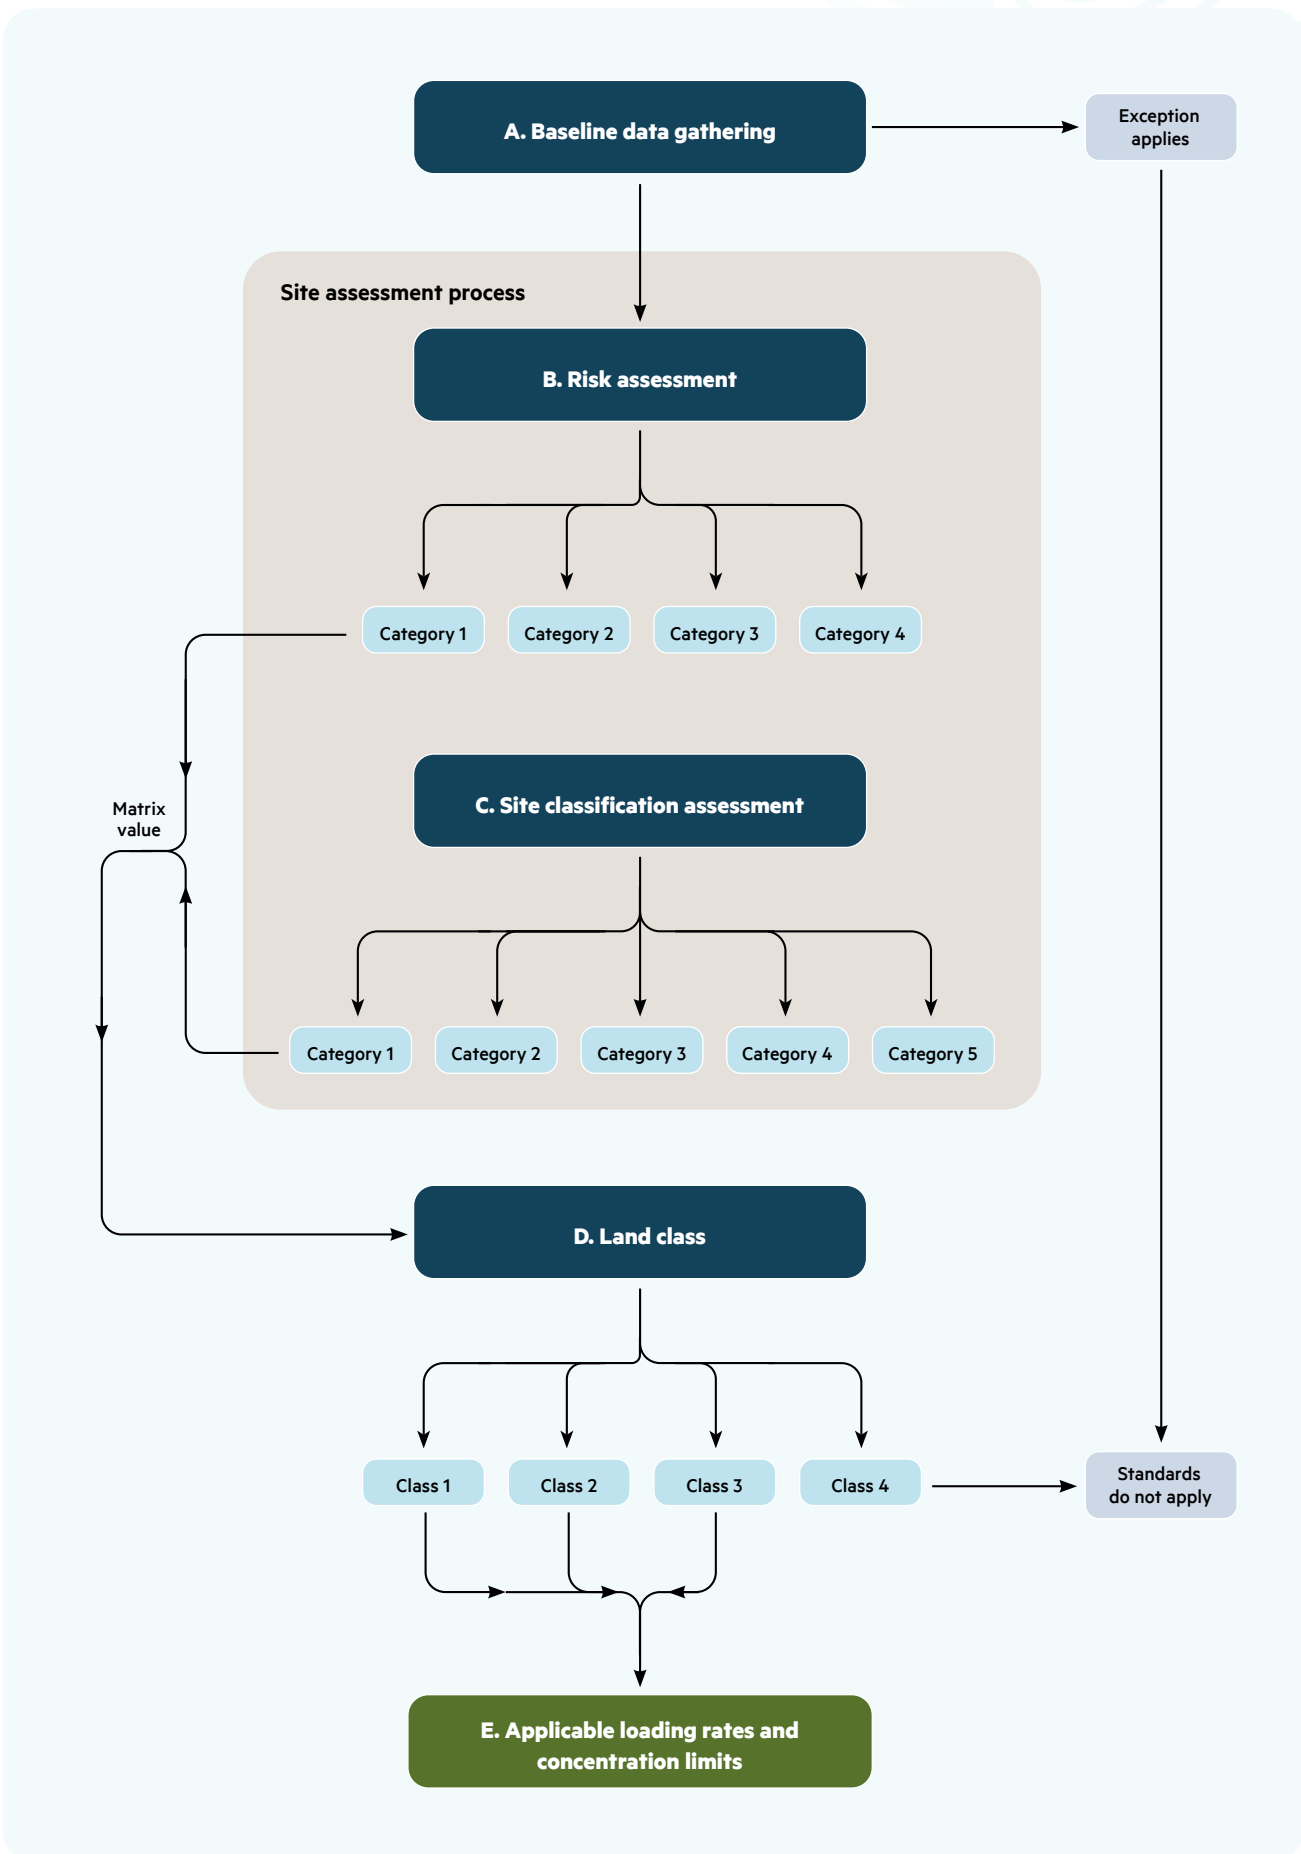 A. Baseline data gathering
Exception
applies
Site assessment process
B. Risk assessment
Category 1
Category 2
Category 3
Category 4
Matrix
value
C. Site classification assessment
Category 1
Category 2
Category 3
Category 4
Category 5
D. Land class
Class 1
Class 2
Class 3
Class 4
Standards
do not apply
E. Applicable loading rates and
concentration limits